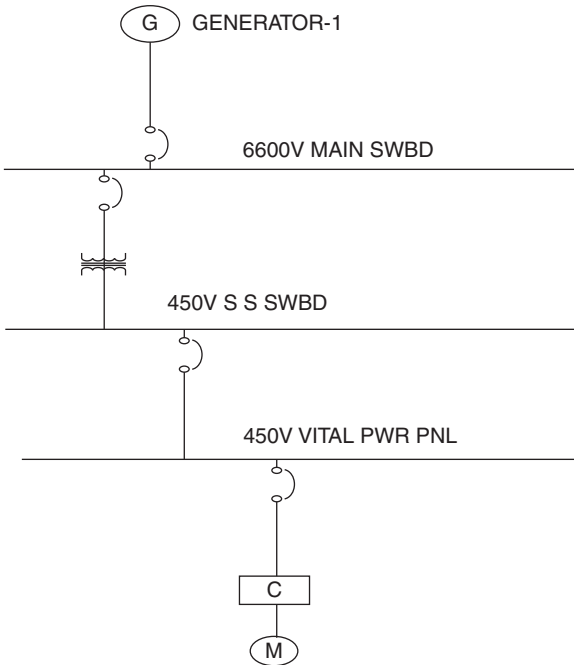 G GENERATOR-1
6600V MAIN SWBD
450V S S SWBD
450V VITAL PWR PNL
C
M